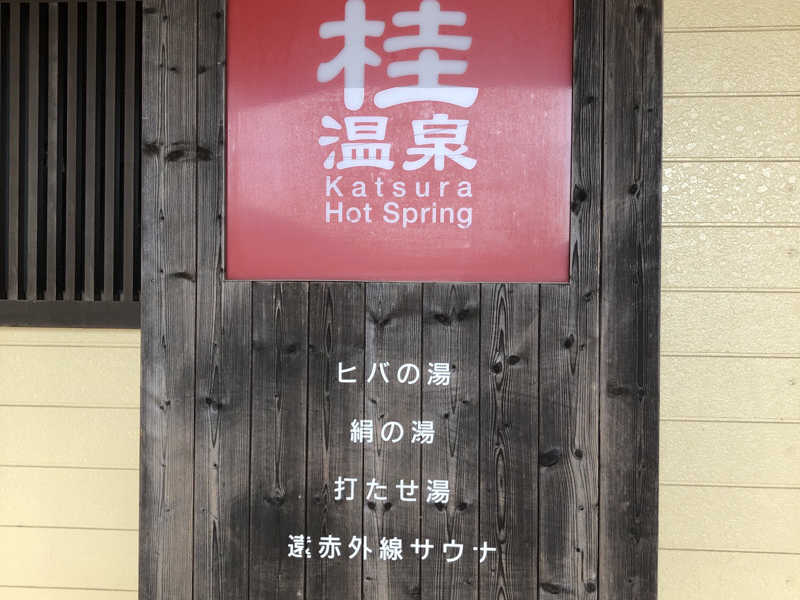 桂
温泉
Katsura
Hot Spring
ヒバの湯
絹の湯
打たせ湯
遠赤外線サウナ